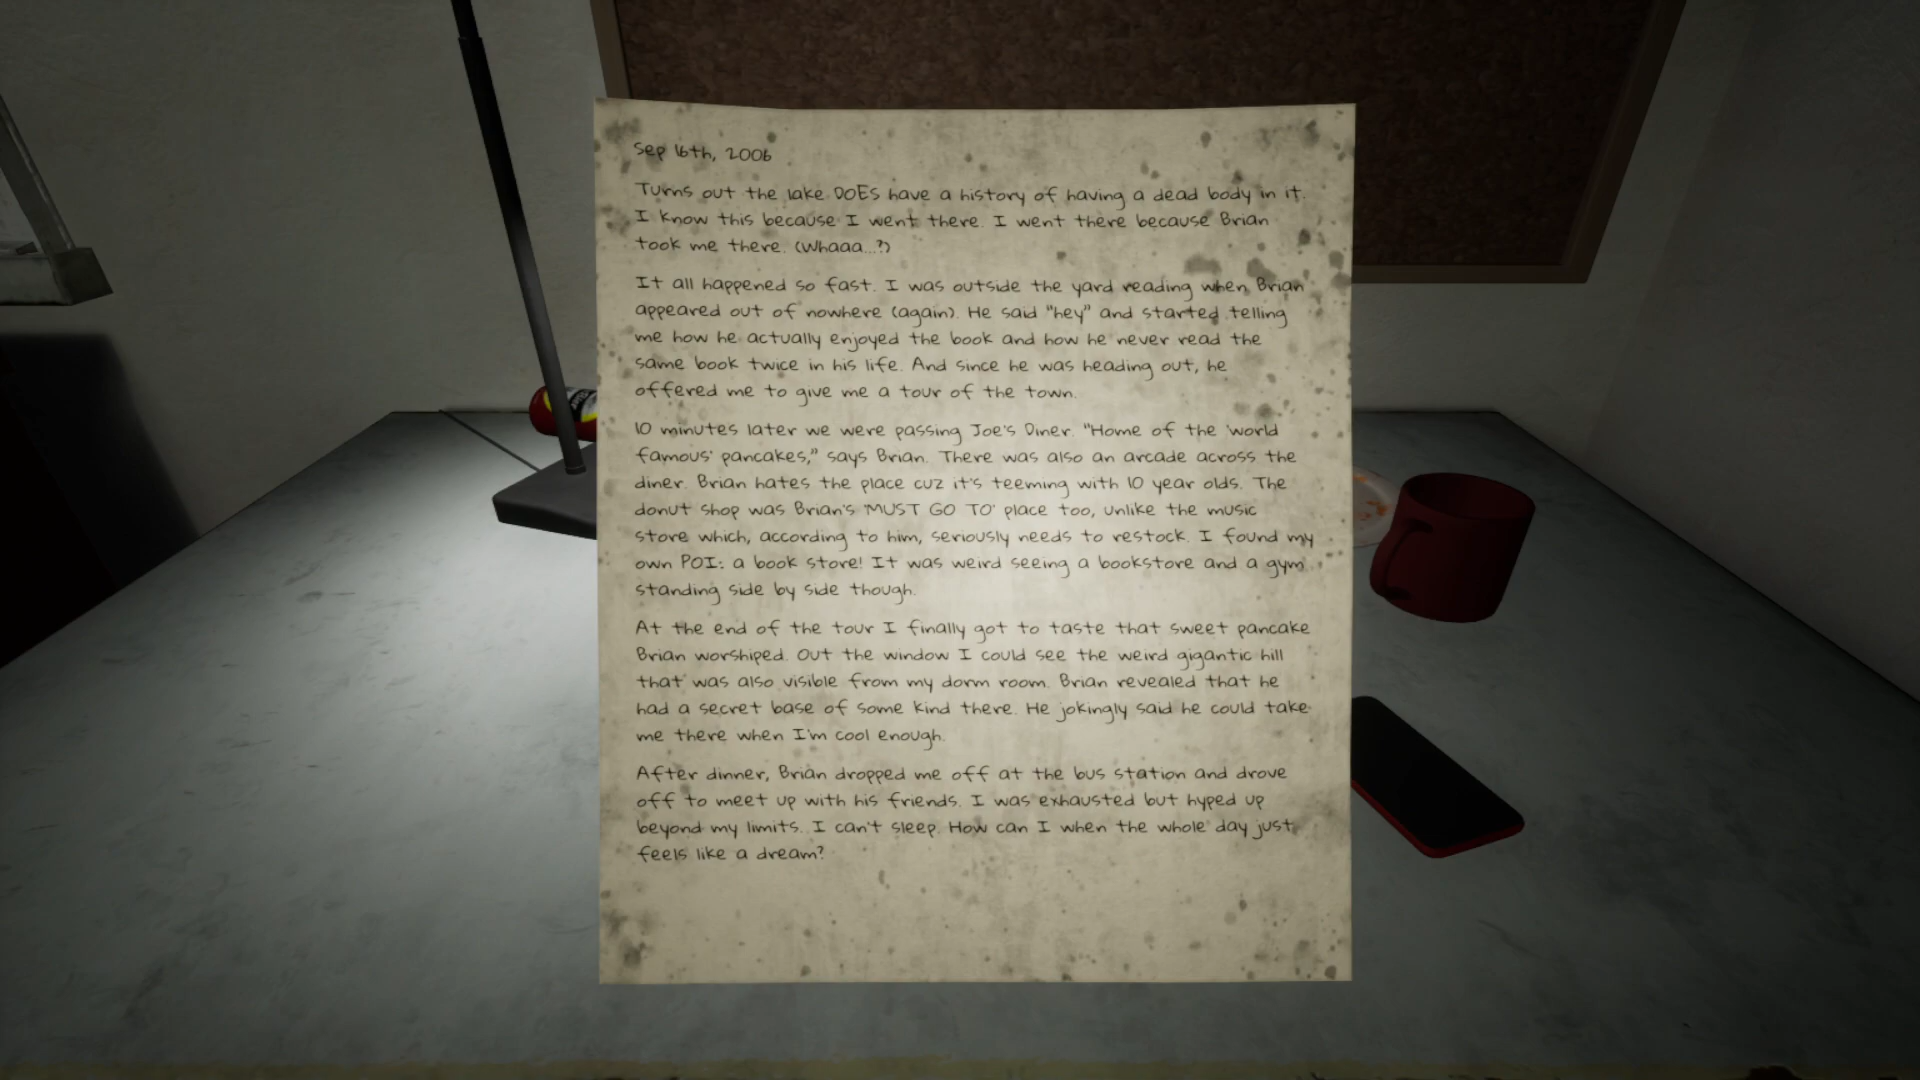 Sep 16th, 2006
Turns out the lake DOES have a history of having a dead body in it.
I know this because I went there. I went there because Brian
took me there. (Whaaa...?)
It all happened so fast. I was outside the yard reading when Brian
appeared out of nowhere (again). He said "hey" and started telling
me how he actually enjoyed the book and how he never read the
same book twice in his life. And since he was heading out, he
offered me to give me a tour of the town.
10 minutes later we were passing Joe's Diner. "Home of the 'world
famous' pancakes," says Brian. There was also an arcade across the
diner. Brian hates the place cuz it's teeming with 10 year olds. The
donut shop was Brian's 'MUST GO TO' place too, unlike the music
store which, according to him, seriously needs to restock. I found my
own POI: a book store! It was weird seeing a bookstore and a gym
standing side by side though.
At the end of the tour I finally got to taste that sweet pancake
Brian worshiped. Out the window I could see the weird gigantic hill
that was also visible from my dorm room. Brian revealed that he
had a secret base of some kind there. He jokingly said he could take
me there when I'm cool enough.
After dinner, Brian dropped me off at the bus station and drove
off to meet up with his friends. I was exhausted but hyped up
beyond my limits. I can't sleep. How can I when the whole day just
feels like a dream?